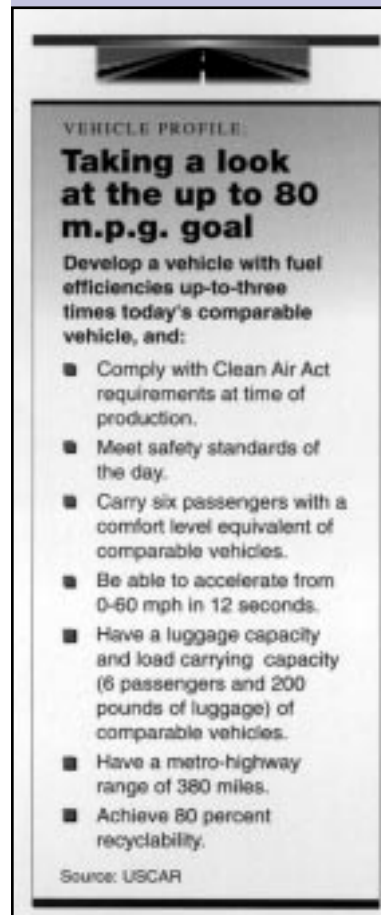 VEHICLE PROFILE:
Taking a look
at the up to 80
m.p.g. goal
Develop a vehicle with fuel
efficiencies up-to-three
times today's comparable
vehicle, and:
■ Comply with Clean Air Act
requirements at time of
production.
■ Meet safety standards of
the day.
■ Carry six passengers with a
comfort level equivalent of
comparable vehicles.
■ Be able to accelerate from
0-60 mph in 12 seconds.
■ Have a luggage capacity
and load carrying capacity
(6 passengers and 200
pounds of luggage) of
comparable vehicles.
■ Have a metro-highway
range of 380 miles.
■ Achieve 80 percent
recyclability.
Source: USCAR